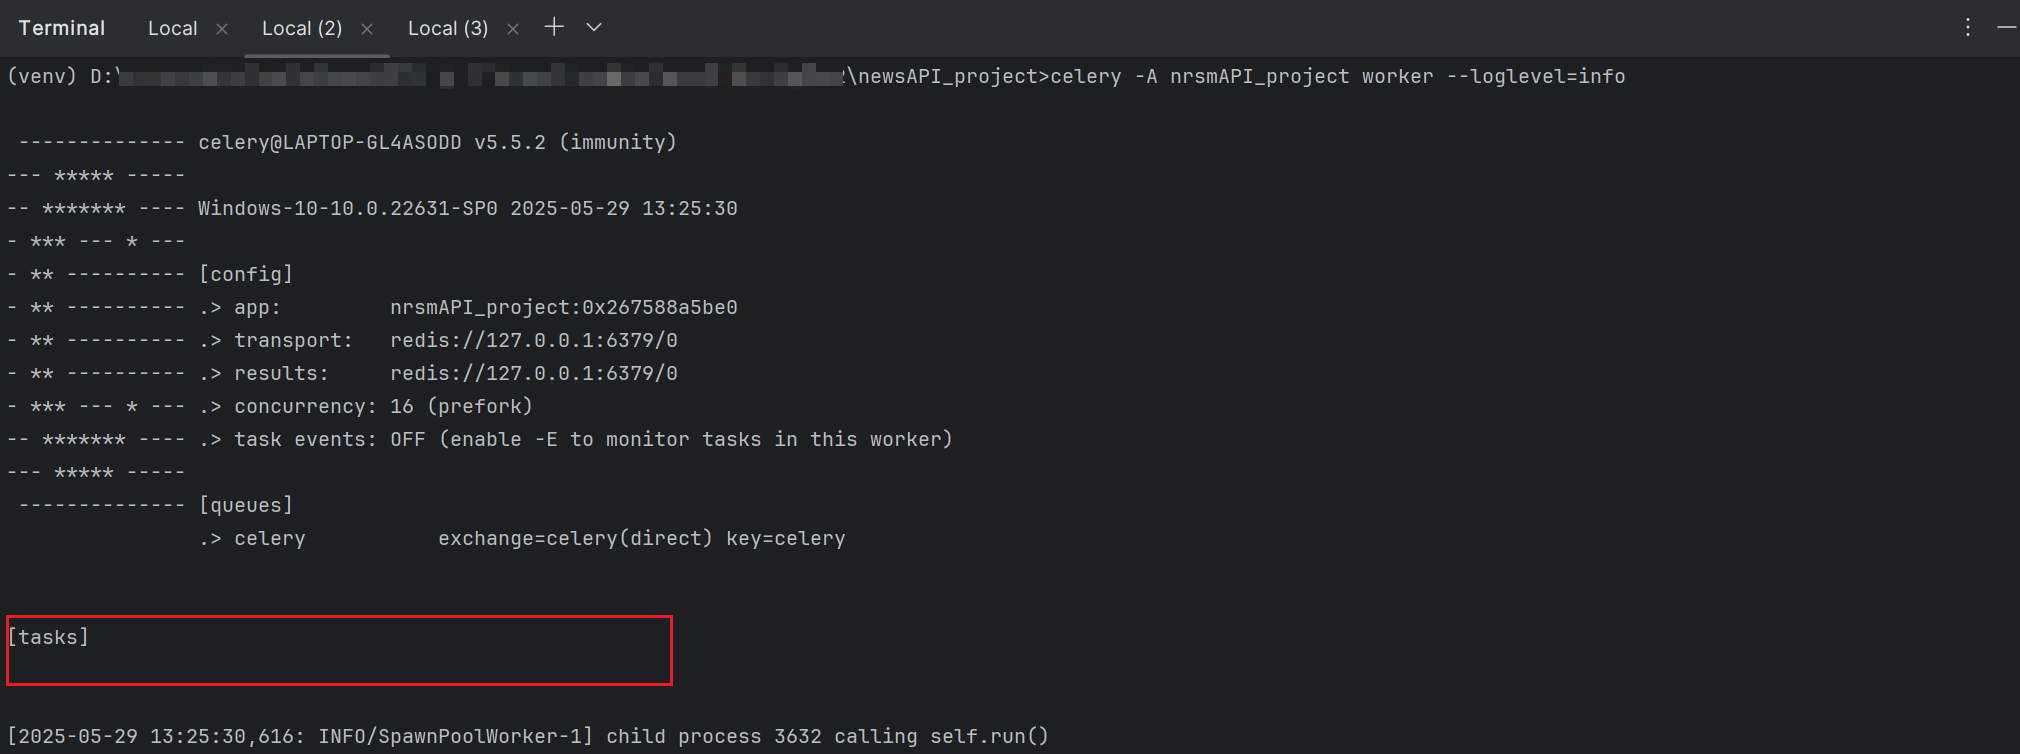 Terminal Local × Local (2) × Local (3) ×
(venv) D:\ \newsAPI_project>celery -A nrsmAPI_project worker --loglevel=info
-------------- celery@LAPTOP-GL4ASODD v5.5.2 (immunity)
--- ***** -----
-- ******* ---- Windows-10-10.0.22631-SP0 2025-05-29 13:25:30
- *** --- * ---
- ** ---------- [config]
- ** ---------- .> app:         nrsmAPI_project:0x267588a5be0
- ** ---------- .> transport:   redis://127.0.0.1:6379/0
- ** ---------- .> results:     redis://127.0.0.1:6379/0
- *** --- * --- .> concurrency: 16 (prefork)
-- ******* ---- .> task events: OFF (enable -E to monitor tasks in this worker)
--- ***** -----
-------------- [queues]
.> celery           exchange=celery(direct) key=celery
[tasks]
[2025-05-29 13:25:30,616: INFO/SpawnPoolWorker-1] child process 3632 calling self.run()